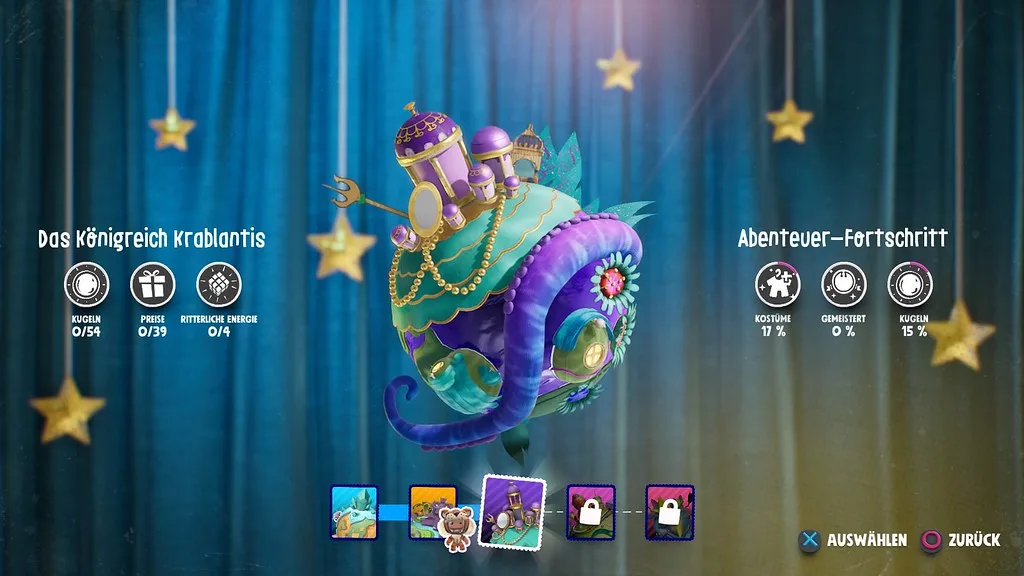 Das Königreich Krablantis
KUGELN
0/54
PREISE
0/39
RITTERLICHE ENERGIE
0/4
Abenteuer-Fortschritt
KOSTÜME
17 %
GEMEISTERT
0 %
KUGELN
15 %
AUSWÄHLEN
ZURÜCK